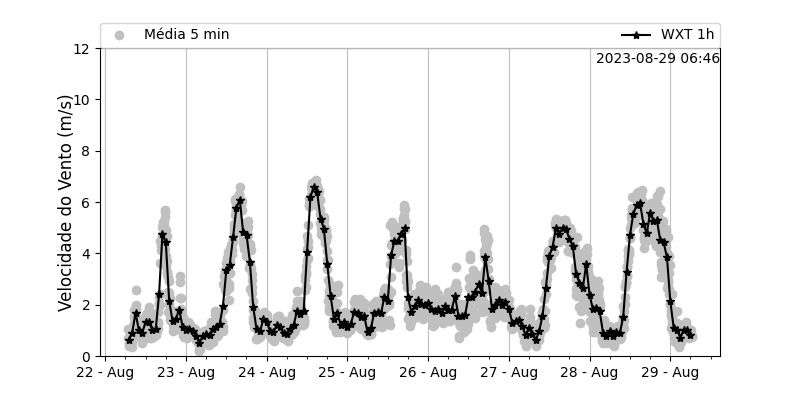 Média 5 min
WXT 1h
2023-08-29 06:46
Velocidade do Vento (m/s)
12
10
8
6
4
2
0
22 - Aug
23 - Aug
24 - Aug
25 - Aug
26 - Aug
27 - Aug
28 - Aug
29 - Aug